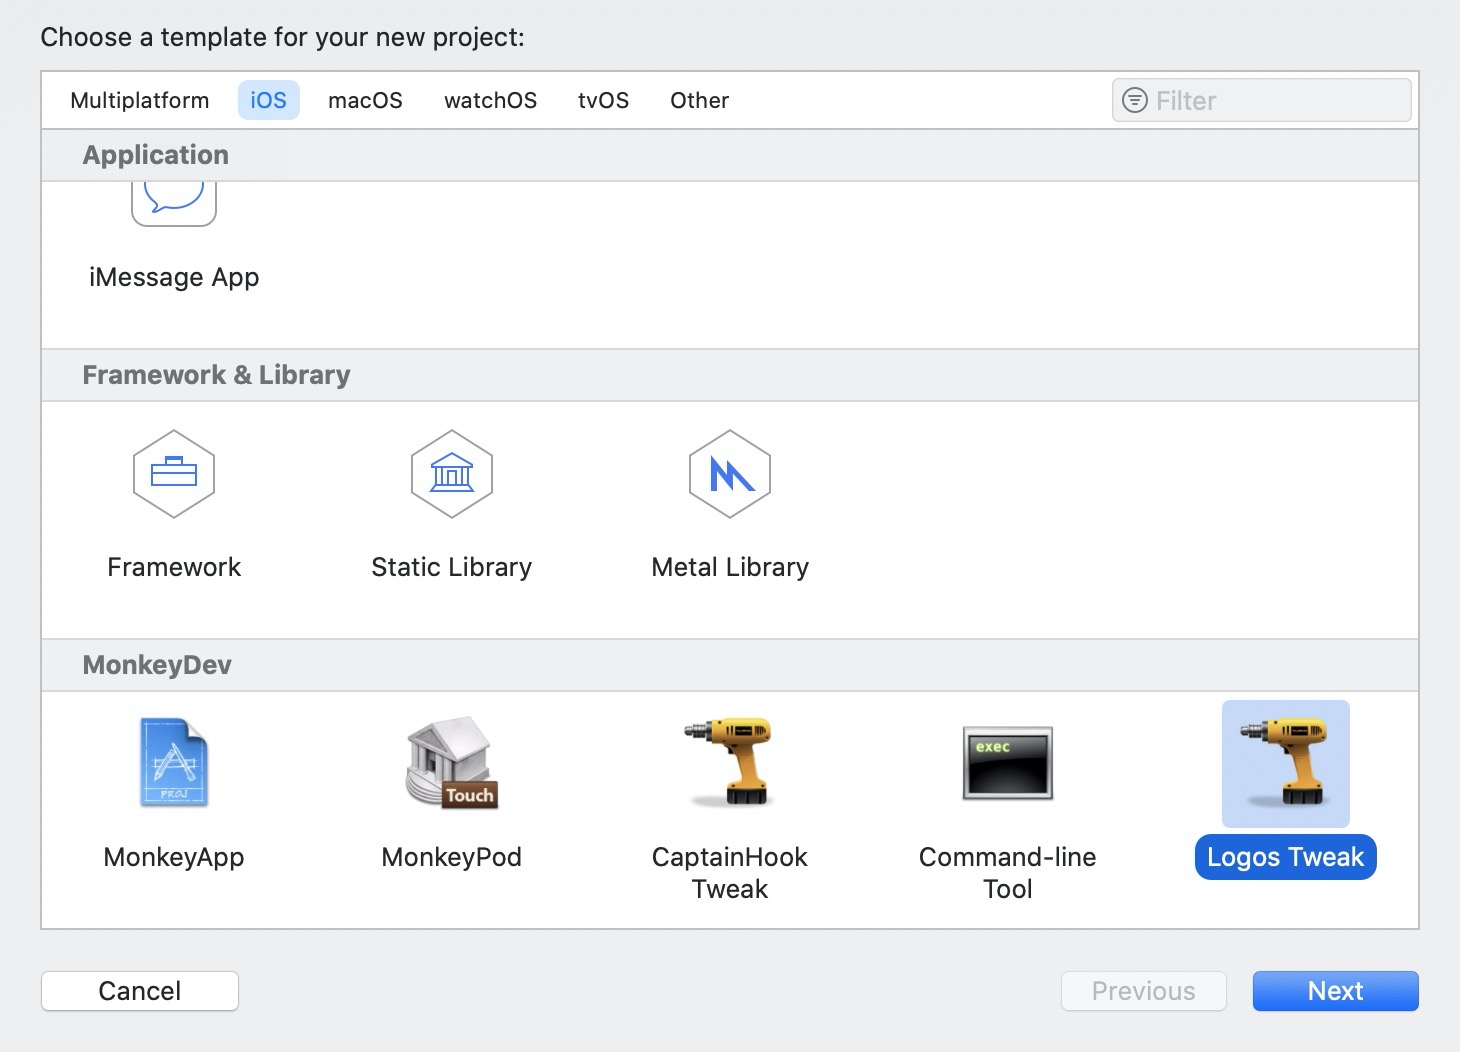 Choose a template for your new project:
Multiplatform iOS macOS watchOS tvOS Other Filter
Application
iMessage App
Framework & Library
Framework Static Library Metal Library
MonkeyDev
PROJ Touch exec
MonkeyApp MonkeyPod CaptainHook Command-line Logos Tweak
Tweak Tool
Cancel Previous Next